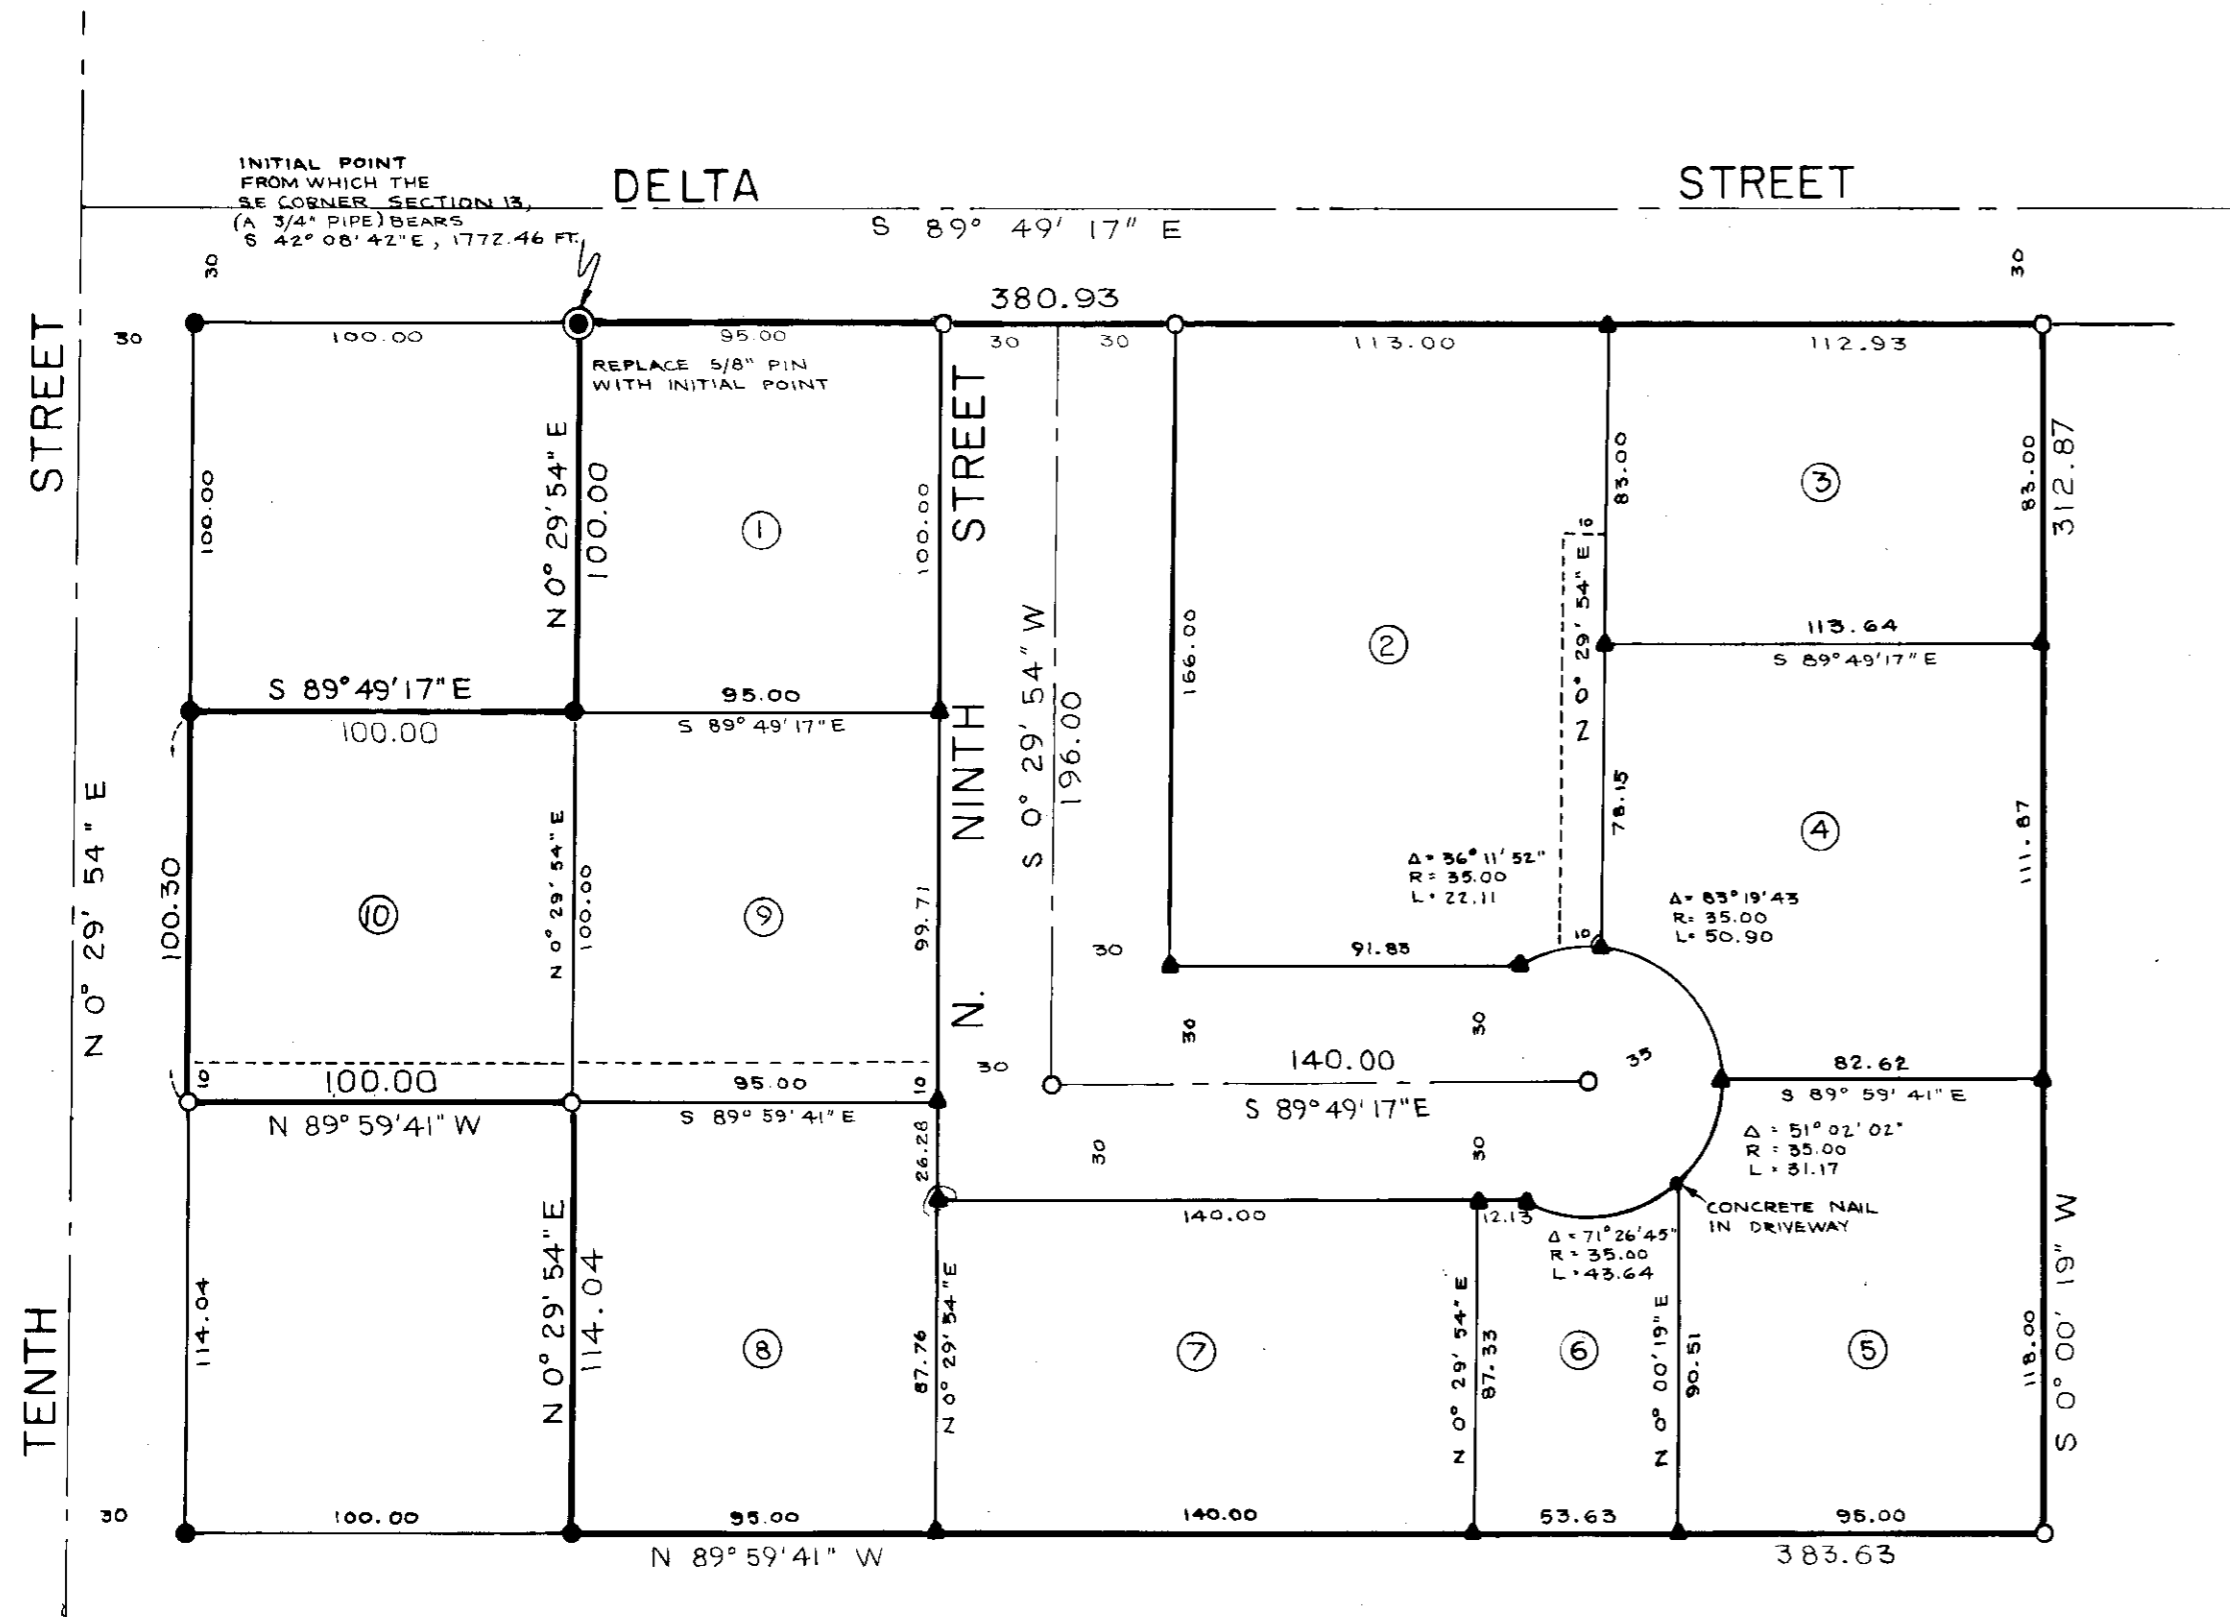 INITIAL POINT
FROM WHICH THE
SE CORNER SECTION 13,
(A 3/4" PIPE) BEARS
S 42° 08' 42" E, 1772.46 FT.
DELTA STREET
S 89° 49' 17" E
30
30
380.93
30
100.00
95.00
30
30
113.00
112.93
REPLACE 5/8" PIN
WITH INITIAL POINT
STREET
N 0° 29' 54" E
100.00
100.00
1
100.00
STREET
83.00
3
83.00
312.87
10
2
166.00
N 0° 29' 54" E
113.64
S 89° 49' 17" E
S 89° 49' 17" E
100.00
95.00
S 89° 49' 17" E
S 0° 29' 54" W
196.00
N. NINTH
78.15
4
111.87
N 0° 29' 54" E
100.30
10
N 0° 29' 54" E
100.00
9
99.71
Δ = 36° 11' 52"
R = 35.00
L = 22.11
Δ = 83° 19' 43
R = 35.00
L = 50.90
30
91.83
10
30
30
35
10
100.00
95.00
10
30
140.00
82.62
N 89° 59' 41" W
S 89° 59' 41" E
S 89° 49' 17" E
S 89° 59' 41" E
26.28
30
30
Δ = 51° 02' 02"
R = 35.00
L = 31.17
140.00
12.13
CONCRETE NAIL
IN DRIVEWAY
Δ = 71° 26' 45"
R = 35.00
L = 43.64
TENTH
114.04
N 0° 29' 54" E
114.04
8
87.76
N 0° 29' 54" E
7
N 0° 29' 54" E
87.33
6
N 0° 00' 19" E
90.51
5
118.00
S 0° 00' 19" W
30
100.00
95.00
140.00
53.63
95.00
N 89° 59' 41" W
383.63